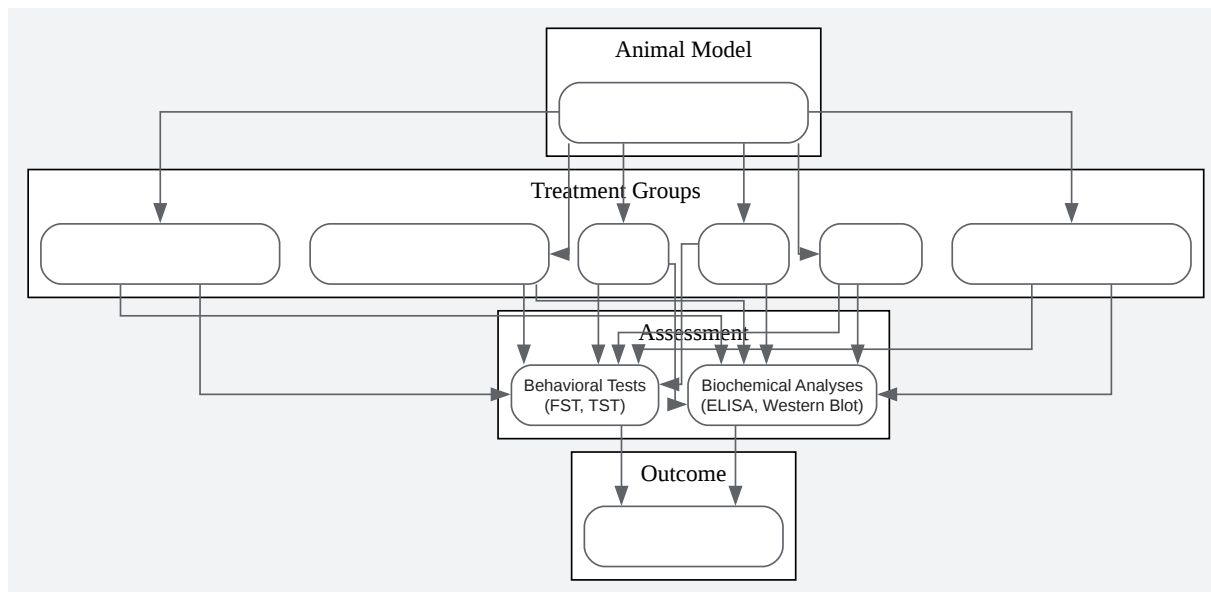 Animal Model
Treatment Groups
Assessment
Behavioral Tests
(FST, TST)
Biochemical Analyses
(ELISA, Western Blot)
Outcome